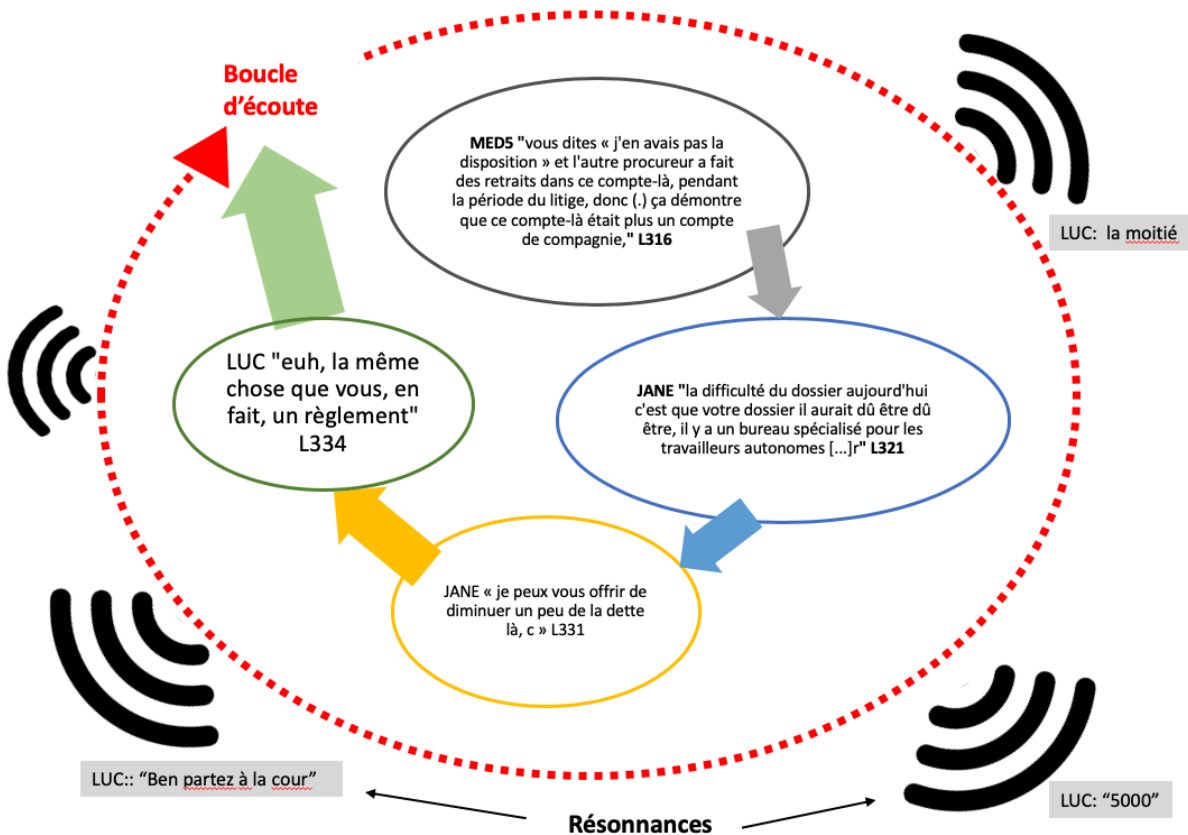 Boucle
d'écoute
MED5 "vous dites « j'en avais pas la
disposition » et l'autre procureur a fait
des retraits dans ce compte-là, pendant
la période du litige, donc (.) ça démontre
que ce compte-là était plus un compte
de compagnie," L316
LUC: la moitié
JANE "la difficulté du dossier aujourd'hui
c'est que votre dossier il aurait dû être dû
être, il y a un bureau spécialisé pour les
travailleurs autonomes [...]r" L321
LUC "euh, la même
chose que vous, en
fait, un règlement"
L334
JANE « je peux vous offrir de
diminuer un peu de la dette
là, c » L331
LUC:: “Ben partez à la cour”
LUC: “5000”
Résonnances